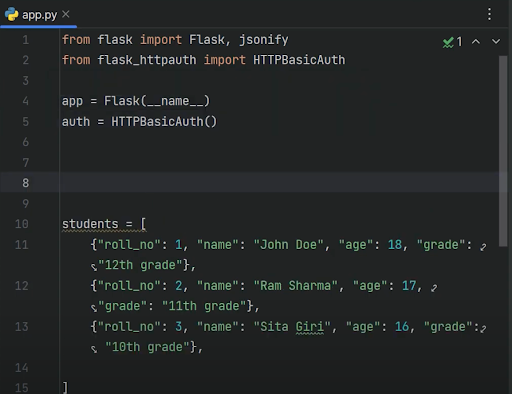 app.py
1 from flask import Flask, jsonify
1
2 from flask_httpauth import HTTPBasicAuth
3
4 app = Flask(__name__)
5 auth = HTTPBasicAuth()
6
7
8
9
10 students = [
11 {"roll_no": 1, "name": "John Doe", "age": 18, "grade":
"12th grade"},
12 {"roll_no": 2, "name": "Ram Sharma", "age": 17,
"grade": "11th grade"},
13 {"roll_no": 3, "name": "Sita Giri", "age": 16, "grade":
"10th grade"},
14
15 ]